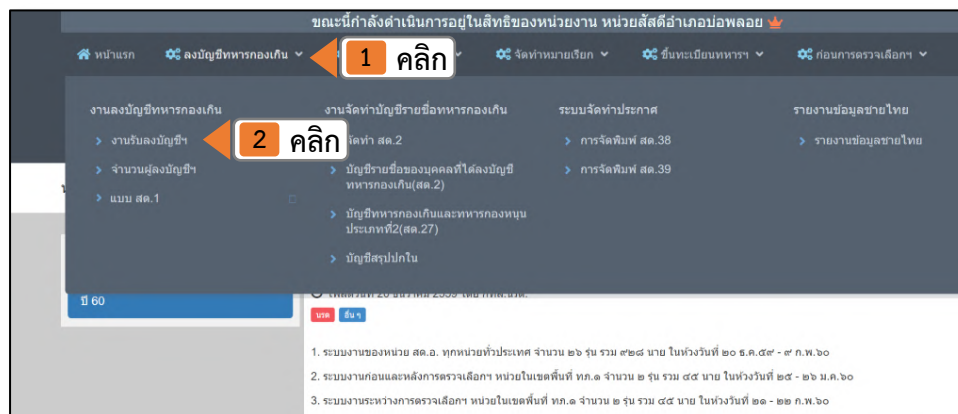 ขณะนี้กำลังดำเนินการอยู่ในสิทธิของหน่วยงาน หน่วยสัสดีอำเภอบ่อพลอย
หน้าแรก ลงบัญชีทหารกองเกิน 1 คลิก จัดทำหมายเรียก ขึ้นทะเบียนทหารฯ ก่อนการตรวจเลือกฯ
งานลงบัญชีทหารกองเกิน งานจัดทำบัญชีรายชื่อทหารกองเกิน ระบบจัดทำประกาศ รายงานข้อมูลชายไทย
งานรับลงบัญชีฯ 2 คลิก จัดทำ สด.2 การจัดพิมพ์ สด.38 รายงานข้อมูลชายไทย
จำนวนผู้ลงบัญชีฯ บัญชีรายชื่อของบุคคลที่ได้ลงบัญชี การจัดพิมพ์ สด.39
ทหารกองเกิน(สด.2)
แบบ สด.1
บัญชีทหารกองเกินและทหารกองหนุน
ประเภทที่2(สด.27)
บัญชีสรุปปกใน
ปี 60
นรด อื่น ๆ
1. ระบบงานของหน่วย สด.อ. ทุกหน่วยทั่วประเทศ จำนวน ๒๖ รุ่น รวม ๙๒๘ นาย ในห้วงวันที่ ๒๐ ธ.ค.๕๙ - ๙ ก.พ.๖๐
2. ระบบงานก่อนและหลังการตรวจเลือกฯ หน่วยในเขตพื้นที่ ทภ.๑ จำนวน ๒ รุ่น รวม ๔๕ นาย ในห้วงวันที่ ๒๕ - ๒๖ ม.ค.๖๐
3. ระบบงานระหว่างการตรวจเลือกฯ หน่วยในเขตพื้นที่ ทภ.๑ จำนวน ๒ รุ่น รวม ๔๕ นาย ในห้วงวันที่ ๒๑ - ๒๒ ก.พ.๖๐